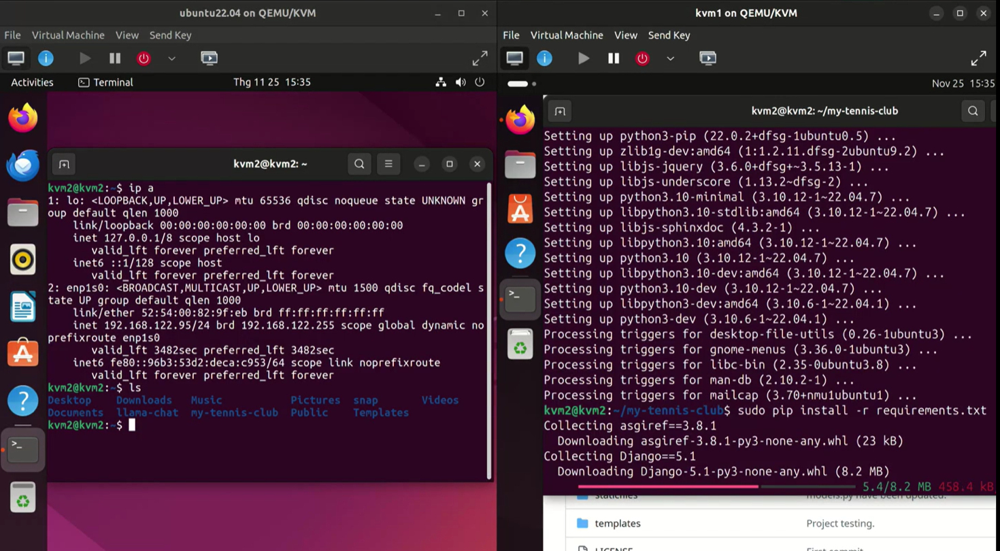 ubuntu22.04 on QEMU/KVM
File Virtual Machine View Send Key
Activities Terminal Thg 11 25 15:35
kvm2@kvm2: ~
kvm2@kvm2:~$ ip a
1: lo: <LOOPBACK,UP,LOWER_UP> mtu 65536 qdisc noqueue state UNKNOWN gr
oup default qlen 1000
link/loopback 00:00:00:00:00:00 brd 00:00:00:00:00:00
inet 127.0.0.1/8 scope host lo
valid_lft forever preferred_lft forever
inet6 ::1/128 scope host
valid_lft forever preferred_lft forever
2: enp1s0: <BROADCAST,MULTICAST,UP,LOWER_UP> mtu 1500 qdisc fq_codel s
tate UP group default qlen 1000
link/ether 52:54:00:82:9f:eb brd ff:ff:ff:ff:ff:ff
inet 192.168.122.95/24 brd 192.168.122.255 scope global dynamic no
prefixroute enp1s0
valid_lft 3482sec preferred_lft 3482sec
inet6 fe80::96b3:53d2:deca:c953/64 scope link noprefixroute
valid_lft forever preferred_lft forever
kvm2@kvm2:~$ ls
Desktop Downloads Music Pictures snap Videos
Documents llama-chat my-tennis-club Public Templates
kvm2@kvm2:~$
kvm1 on QEMU/KVM
File Virtual Machine View Send Key
Nov 25 15:35
kvm2@kvm2: ~/my-tennis-club
Setting up python3-pip (22.0.2+dfsg-1ubuntu0.5) ...
Setting up zlib1g-dev:amd64 (1:1.2.11.dfsg-2ubuntu9.2) ...
Setting up libjs-jquery (3.6.0+dfsg+~3.5.13-1) ...
Setting up libjs-underscore (1.13.2~dfsg-2) ...
Setting up python3.10-minimal (3.10.12-1~22.04.7) ...
Setting up libpython3.10-stdlib:amd64 (3.10.12-1~22.04.7) ...
Setting up libjs-sphinxdoc (4.3.2-1) ...
Setting up libpython3.10:amd64 (3.10.12-1~22.04.7) ...
Setting up python3.10 (3.10.12-1~22.04.7) ...
Setting up libpython3.10-dev:amd64 (3.10.12-1~22.04.7) ...
Setting up python3.10-dev (3.10.12-1~22.04.7) ...
Setting up libpython3-dev:amd64 (3.10.6-1~22.04.1) ...
Setting up python3-dev (3.10.6-1~22.04.1) ...
Processing triggers for desktop-file-utils (0.26-1ubuntu3) ...
Processing triggers for gnome-menus (3.36.0-1ubuntu3) ...
Processing triggers for libc-bin (2.35-0ubuntu3.8) ...
Processing triggers for man-db (2.10.2-1) ...
Processing triggers for mailcap (3.70+nmu1ubuntu1) ...
kvm2@kvm2:~/my-tennis-club$ sudo pip install -r requirements.txt
Collecting asgiref==3.8.1
Downloading asgiref-3.8.1-py3-none-any.whl (23 kB)
Collecting Django==5.1
Downloading Django-5.1-py3-none-any.whl (8.2 MB)
5.4/8.2 MB 458.4 kB
models.py have been updated.
templates Project testing.
LICENSE First commit